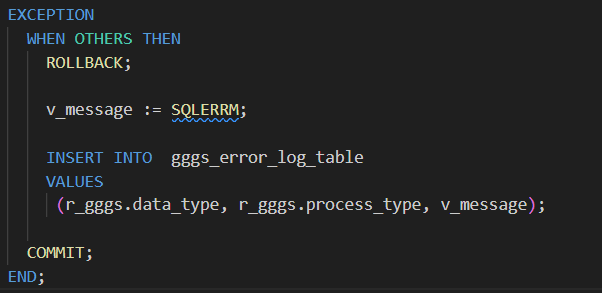 EXCEPTION
WHEN OTHERS THEN
ROLLBACK;
v_message := SQLERRM;
INSERT INTO  gggs_error_log_table
VALUES
(r_gggs.data_type, r_gggs.process_type, v_message);
COMMIT;
END;